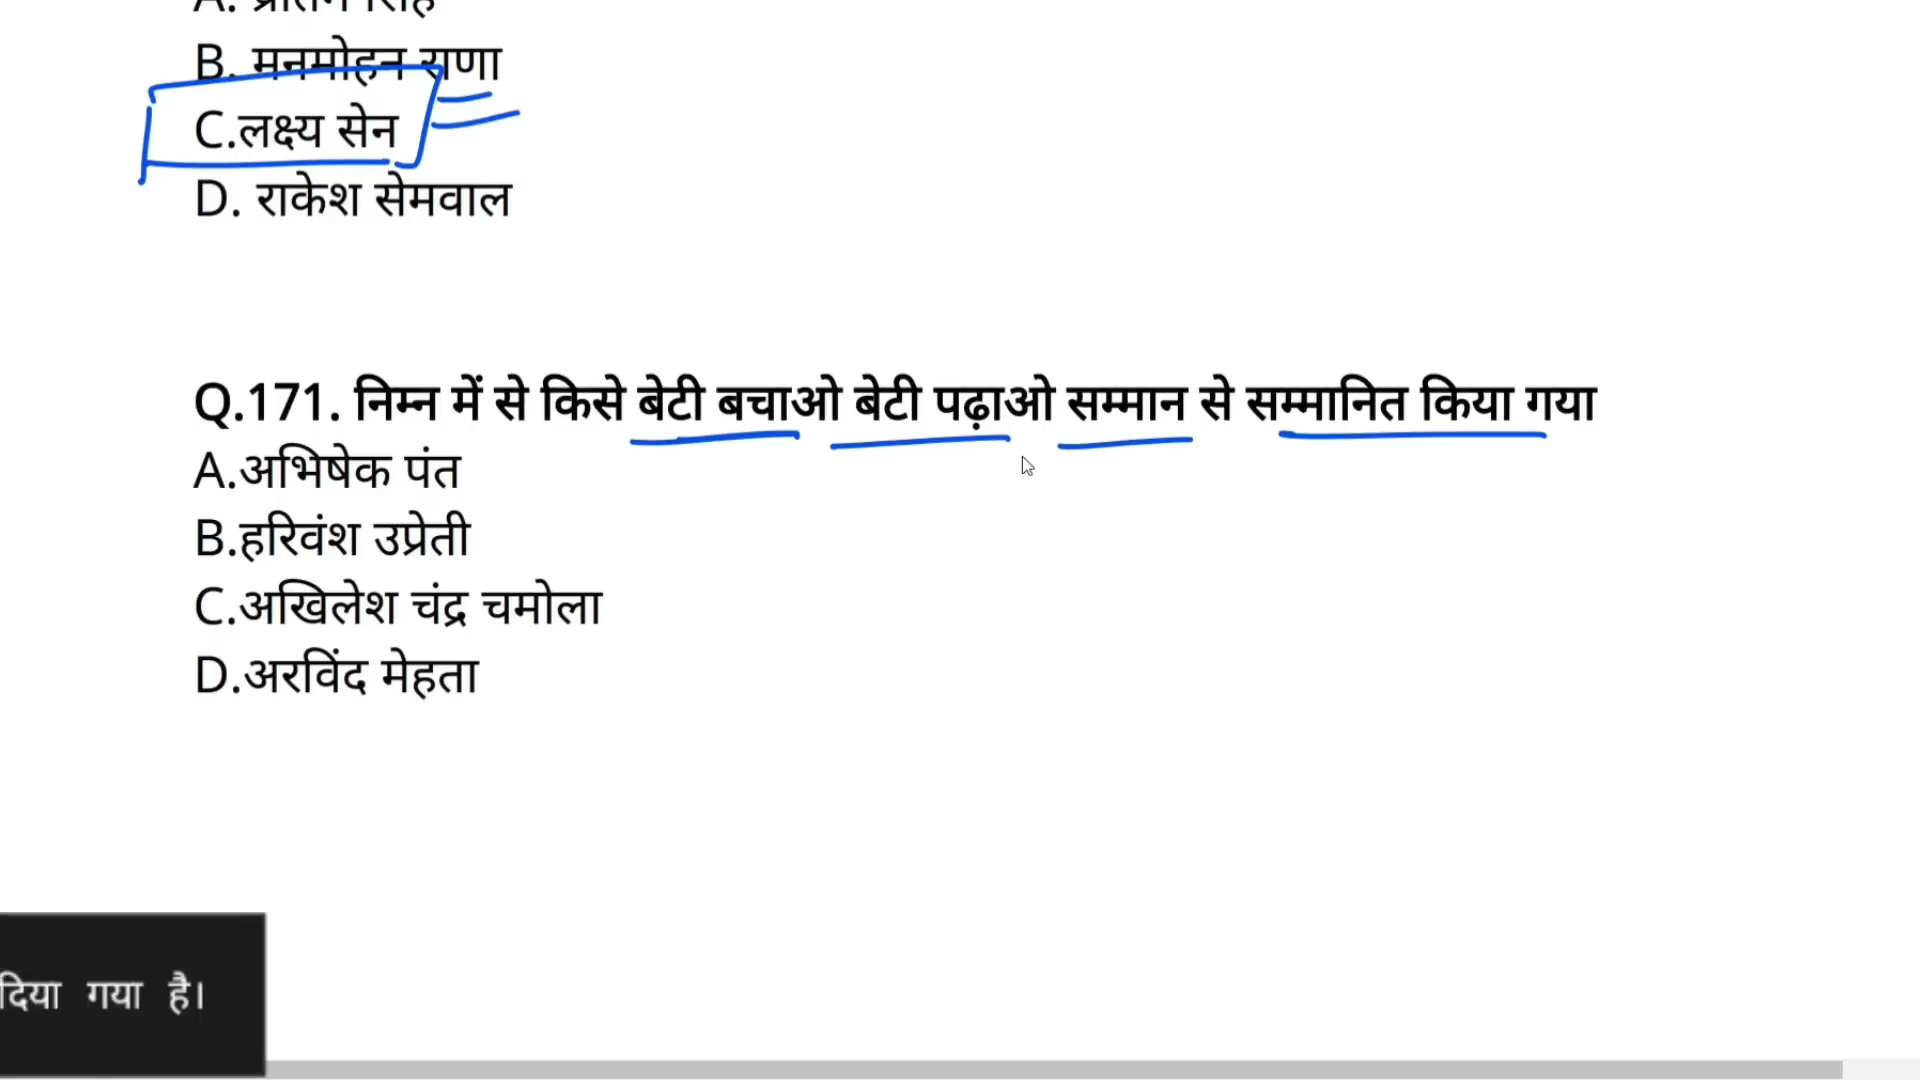 B. मनमोहन राणा
C.लक्ष्य सेन
D. राकेश सेमवाल
Q.171. निम्न में से किसे बेटी बचाओ बेटी पढ़ाओ सम्मान से सम्मानित किया गया
A.अभिषेक पंत
B.हरिवंश उप्रेती
C.अखिलेश चंद्र चमोला
D.अरविंद मेहता
दिया गया है।